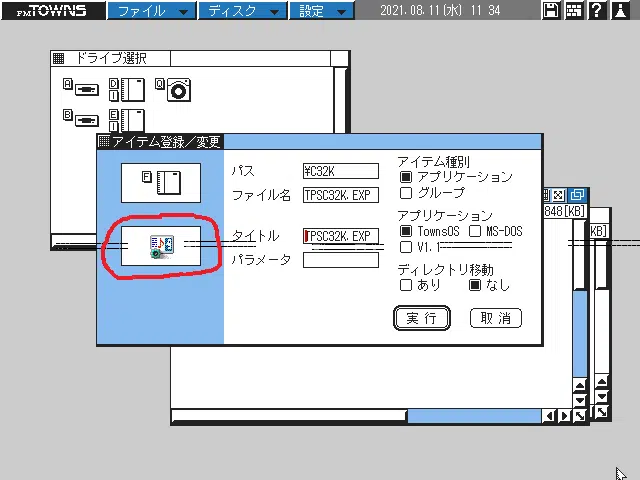 FMTOWNS ファイル ディスク 設定 2021.08.11(水) 11 34
ドライブ選択
A D I Q
B E I
アイテム登録/変更
E
パス ¥C32K
ファイル名 TPSC32K.EXP
タイトル TPSC32K.EXP
パラメータ
アイテム種別
アプリケーション
グループ
アプリケーション
TownsOS MS-DOS
V1.1
ディレクトリ移動
あり なし
実行 取消
848[KB]
KB]